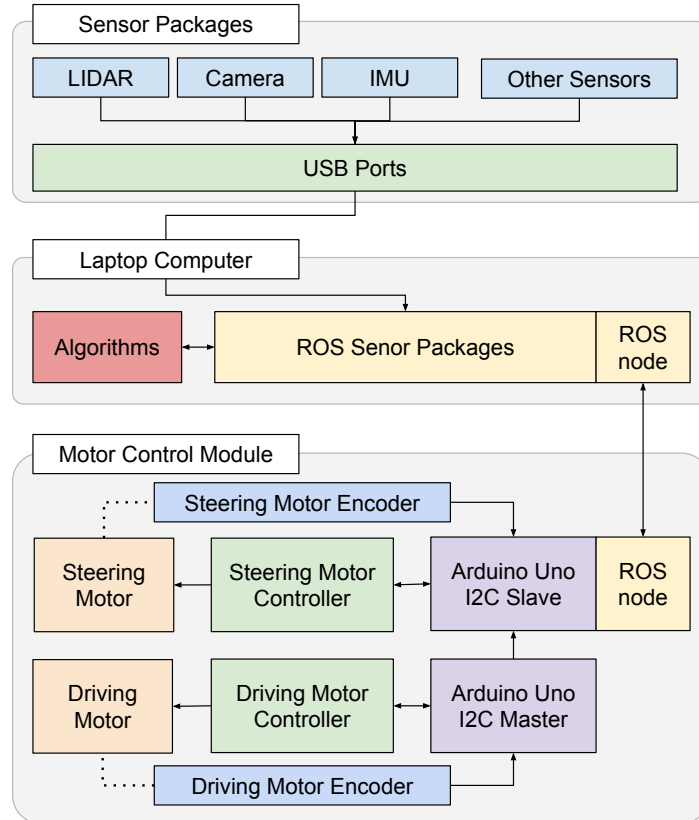 Sensor Packages
LIDAR
Camera
IMU
Other Sensors
USB Ports
Laptop Computer
Algorithms
ROS Senor Packages
ROS
node
Motor Control Module
Steering Motor Encoder
Steering
Motor
Steering Motor
Controller
Arduino Uno
I2C Slave
ROS
node
Driving
Motor
Driving Motor
Controller
Arduino Uno
I2C Master
Driving Motor Encoder